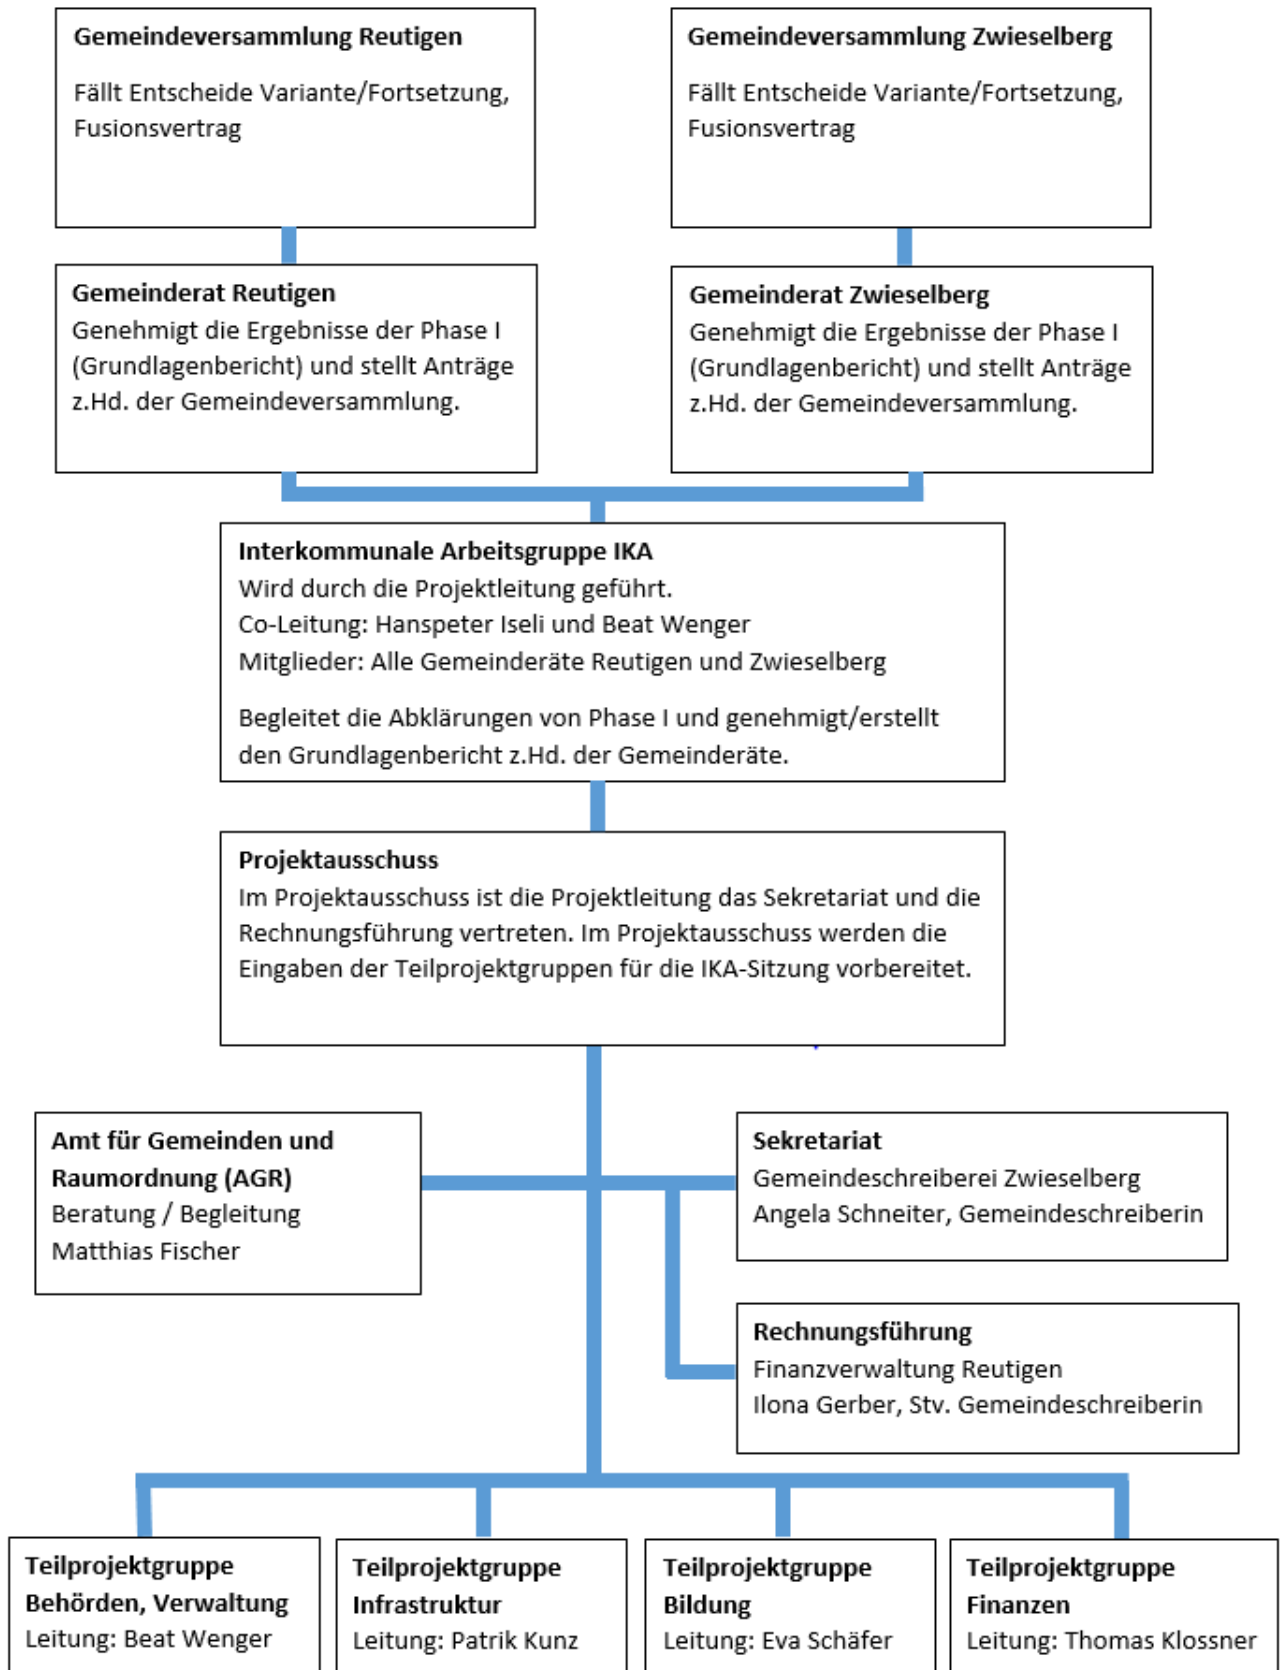 Gemeindeversammlung Reutigen
Fällt Entscheide Variante/Fortsetzung,
Fusionsvertrag
Gemeindeversammlung Zwieselberg
Fällt Entscheide Variante/Fortsetzung,
Fusionsvertrag
Gemeinderat Reutigen
Genehmigt die Ergebnisse der Phase I
(Grundlagenbericht) und stellt Anträge
z.Hd. der Gemeindeversammlung.
Gemeinderat Zwieselberg
Genehmigt die Ergebnisse der Phase I
(Grundlagenbericht) und stellt Anträge
z.Hd. der Gemeindeversammlung.
Interkommunale Arbeitsgruppe IKA
Wird durch die Projektleitung geführt.
Co-Leitung: Hanspeter Iseli und Beat Wenger
Mitglieder: Alle Gemeinderäte Reutigen und Zwieselberg
Begleitet die Abklärungen von Phase I und genehmigt/erstellt
den Grundlagenbericht z.Hd. der Gemeinderäte.
Projektausschuss
Im Projektausschuss ist die Projektleitung das Sekretariat und die
Rechnungsführung vertreten. Im Projektausschuss werden die
Eingaben der Teilprojektgruppen für die IKA-Sitzung vorbereitet.
Amt für Gemeinden und
Raumordnung (AGR)
Beratung / Begleitung
Matthias Fischer
Sekretariat
Gemeindeschreiberei Zwieselberg
Angela Schneiter, Gemeindeschreiberin
Rechnungsführung
Finanzverwaltung Reutigen
Ilona Gerber, Stv. Gemeindeschreiberin
Teilprojektgruppe
Behörden, Verwaltung
Leitung: Beat Wenger
Teilprojektgruppe
Infrastruktur
Leitung: Patrik Kunz
Teilprojektgruppe
Bildung
Leitung: Eva Schäfer
Teilprojektgruppe
Finanzen
Leitung: Thomas Klossner